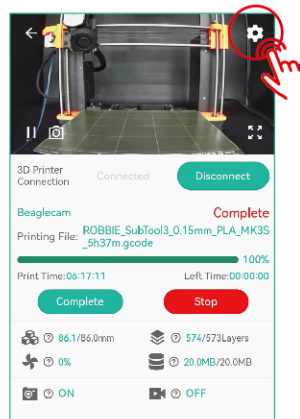 3D Printer
Connection
Connected
Disconnect
Beaglecam
Complete
Printing File:
ROBBIE_SubTool3_0.15mm_PLA_MK3S
_5h37m.gcode
100%
Print Time:06:17:11
Left Time:00:00:00
Complete
Stop
86.1/86.0mm
574/573Layers
0%
20.0MB/20.0MB
ON
OFF